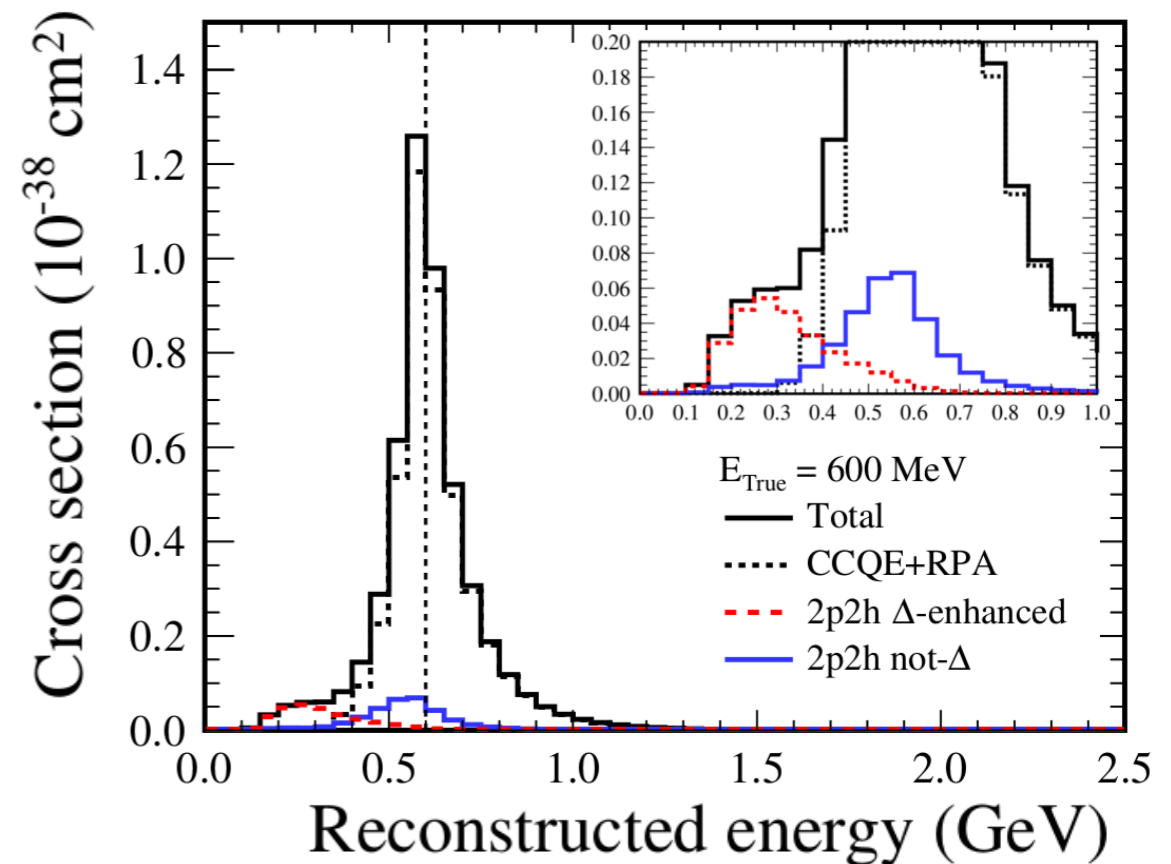 Cross section (10⁻³⁸ cm²)
1.4
1.2
1.0
0.8
0.6
0.4
0.2
0.0
0.0 0.5 1.0 1.5 2.0 2.5
Reconstructed energy (GeV)
0.20
0.18
0.16
0.14
0.12
0.10
0.08
0.06
0.04
0.02
0.00
0.0 0.1 0.2 0.3 0.4 0.5 0.6 0.7 0.8 0.9 1.0
E_True = 600 MeV
Total
CCQE+RPA
2p2h Δ-enhanced
2p2h not-Δ